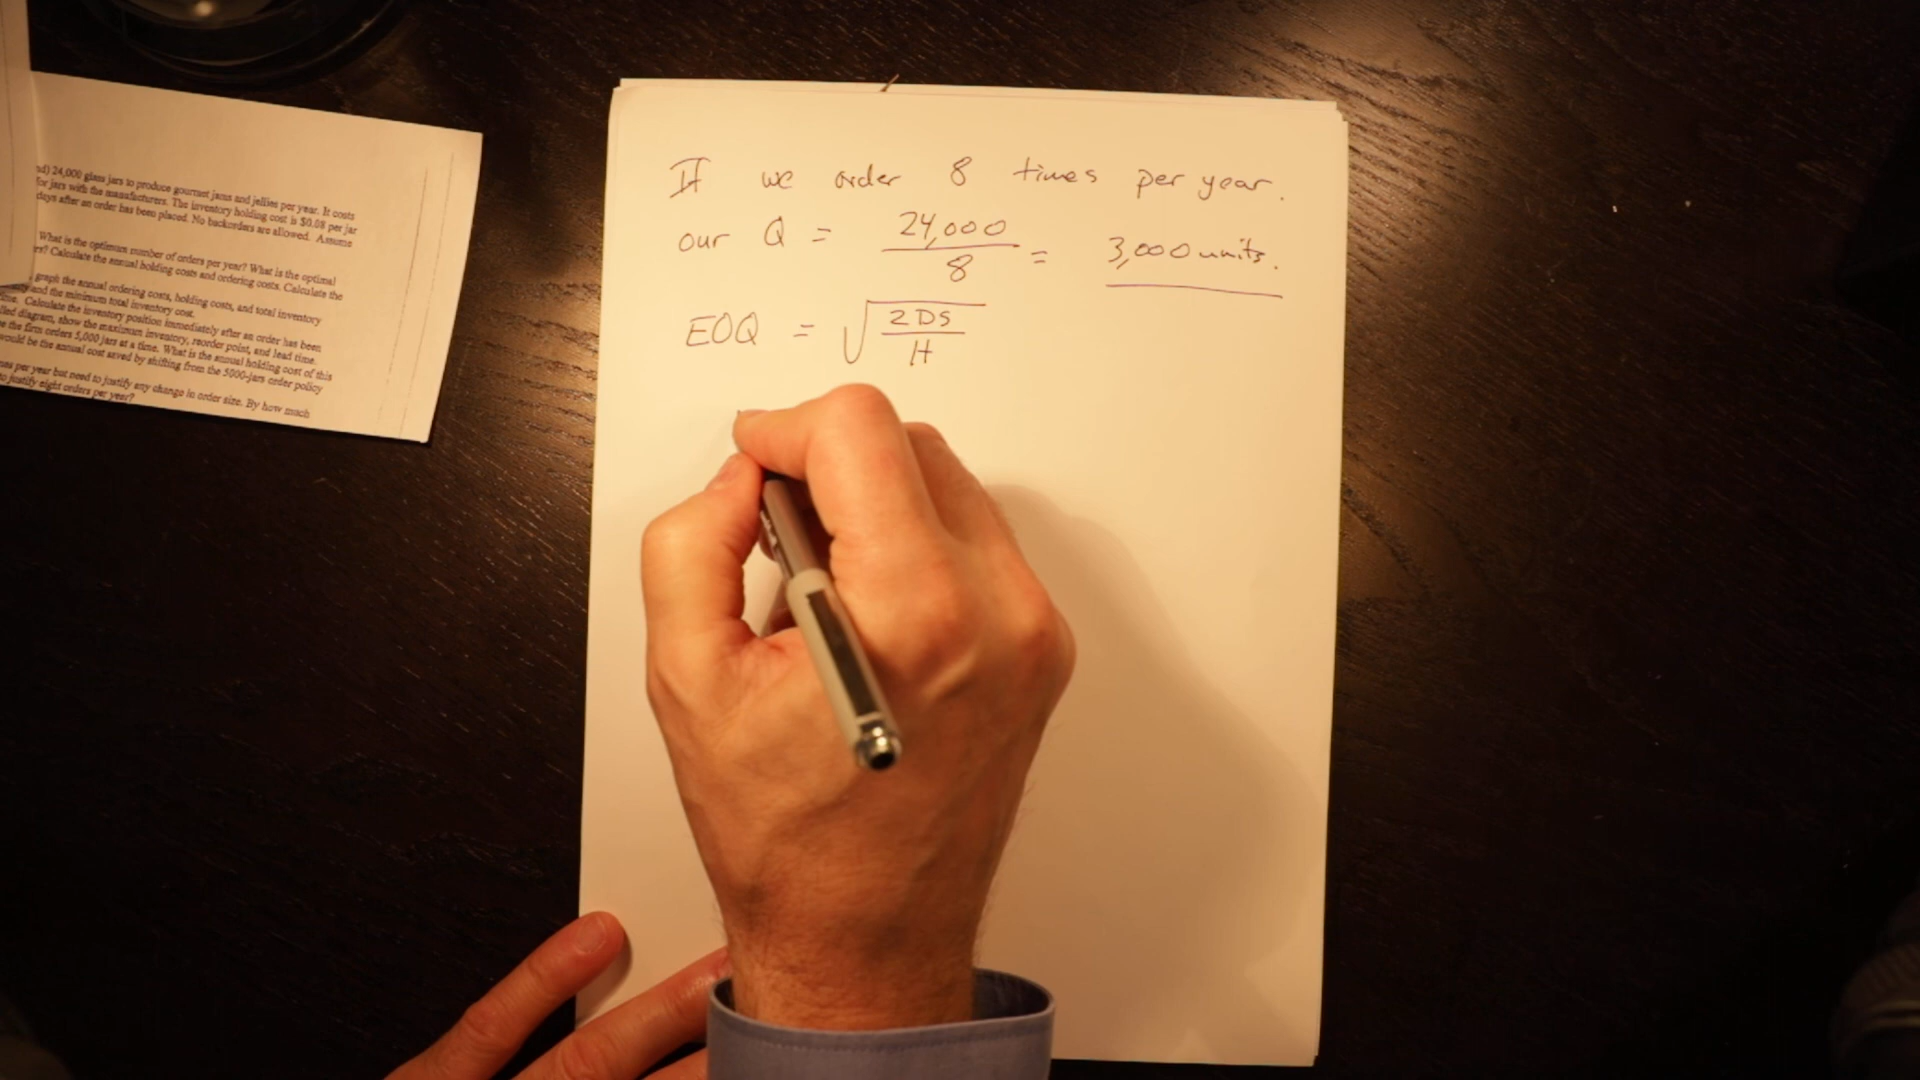 nd) 24,000 glass jars to produce gourmet jams and jellies per year. It costs
for jars with the manufacturers. The inventory holding cost is $0.08 per jar
days after an order has been placed. No backorders are allowed. Assume
What is the optimum number of orders per year? What is the optimal
Calculate the annual holding costs and ordering costs. Calculate the
graph the annual ordering costs, holding costs, and total inventory
and the minimum total inventory cost.
time. Calculate the inventory position immediately after an order has been
led diagram, show the maximum inventory, reorder point, and lead time.
the firm orders 5,000 jars at a time. What is the annual holding cost of this
would be the annual cost saved by shifting from the 5000-jars order policy
per year but need to justify any change in order size. By how much
to justify eight orders per year?
If we order 8 times per year.
our Q = 24,000 / 8 = 3,000 units.
EOQ = √ 2DS / H